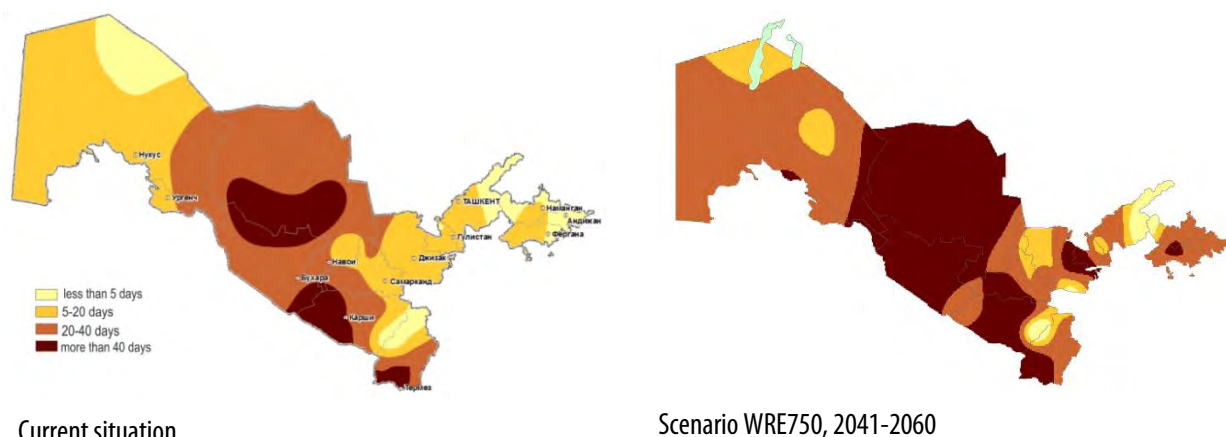 Нукус
Ургенч
ТАШКЕНТ
Наманган
Андижан
Фергана
Гулистан
Джизак
Навои
Самарканд
Бухара
Карши
Термез
less than 5 days
5-20 days
20-40 days
more than 40 days
Current situation
Scenario WRE750, 2041-2060